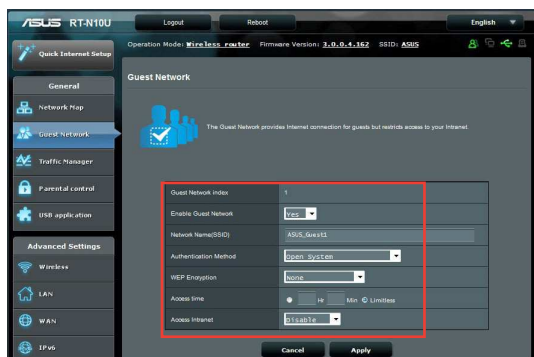 ASUS RT-N10U
Logout
Reboot
English
Operation Mode: Wireless router Firmware Version: 3.0.0.4.162 SSID: ASUS
Quick Internet Setup
General
Network Map
Guest Network
Traffic Manager
Parental control
USB application
Advanced Settings
Wireless
LAN
WAN
IPv6
Guest Network
The Guest Network provides Internet connection for guests but restricts access to your Intranet.
Guest Network index 1
Enable Guest Network Yes
Network Name(SSID) ASUS_Guest1
Authentication Method Open System
WEP Encryption None
Access time Hr Min Limitless
Access Intranet Disable
Cancel Apply